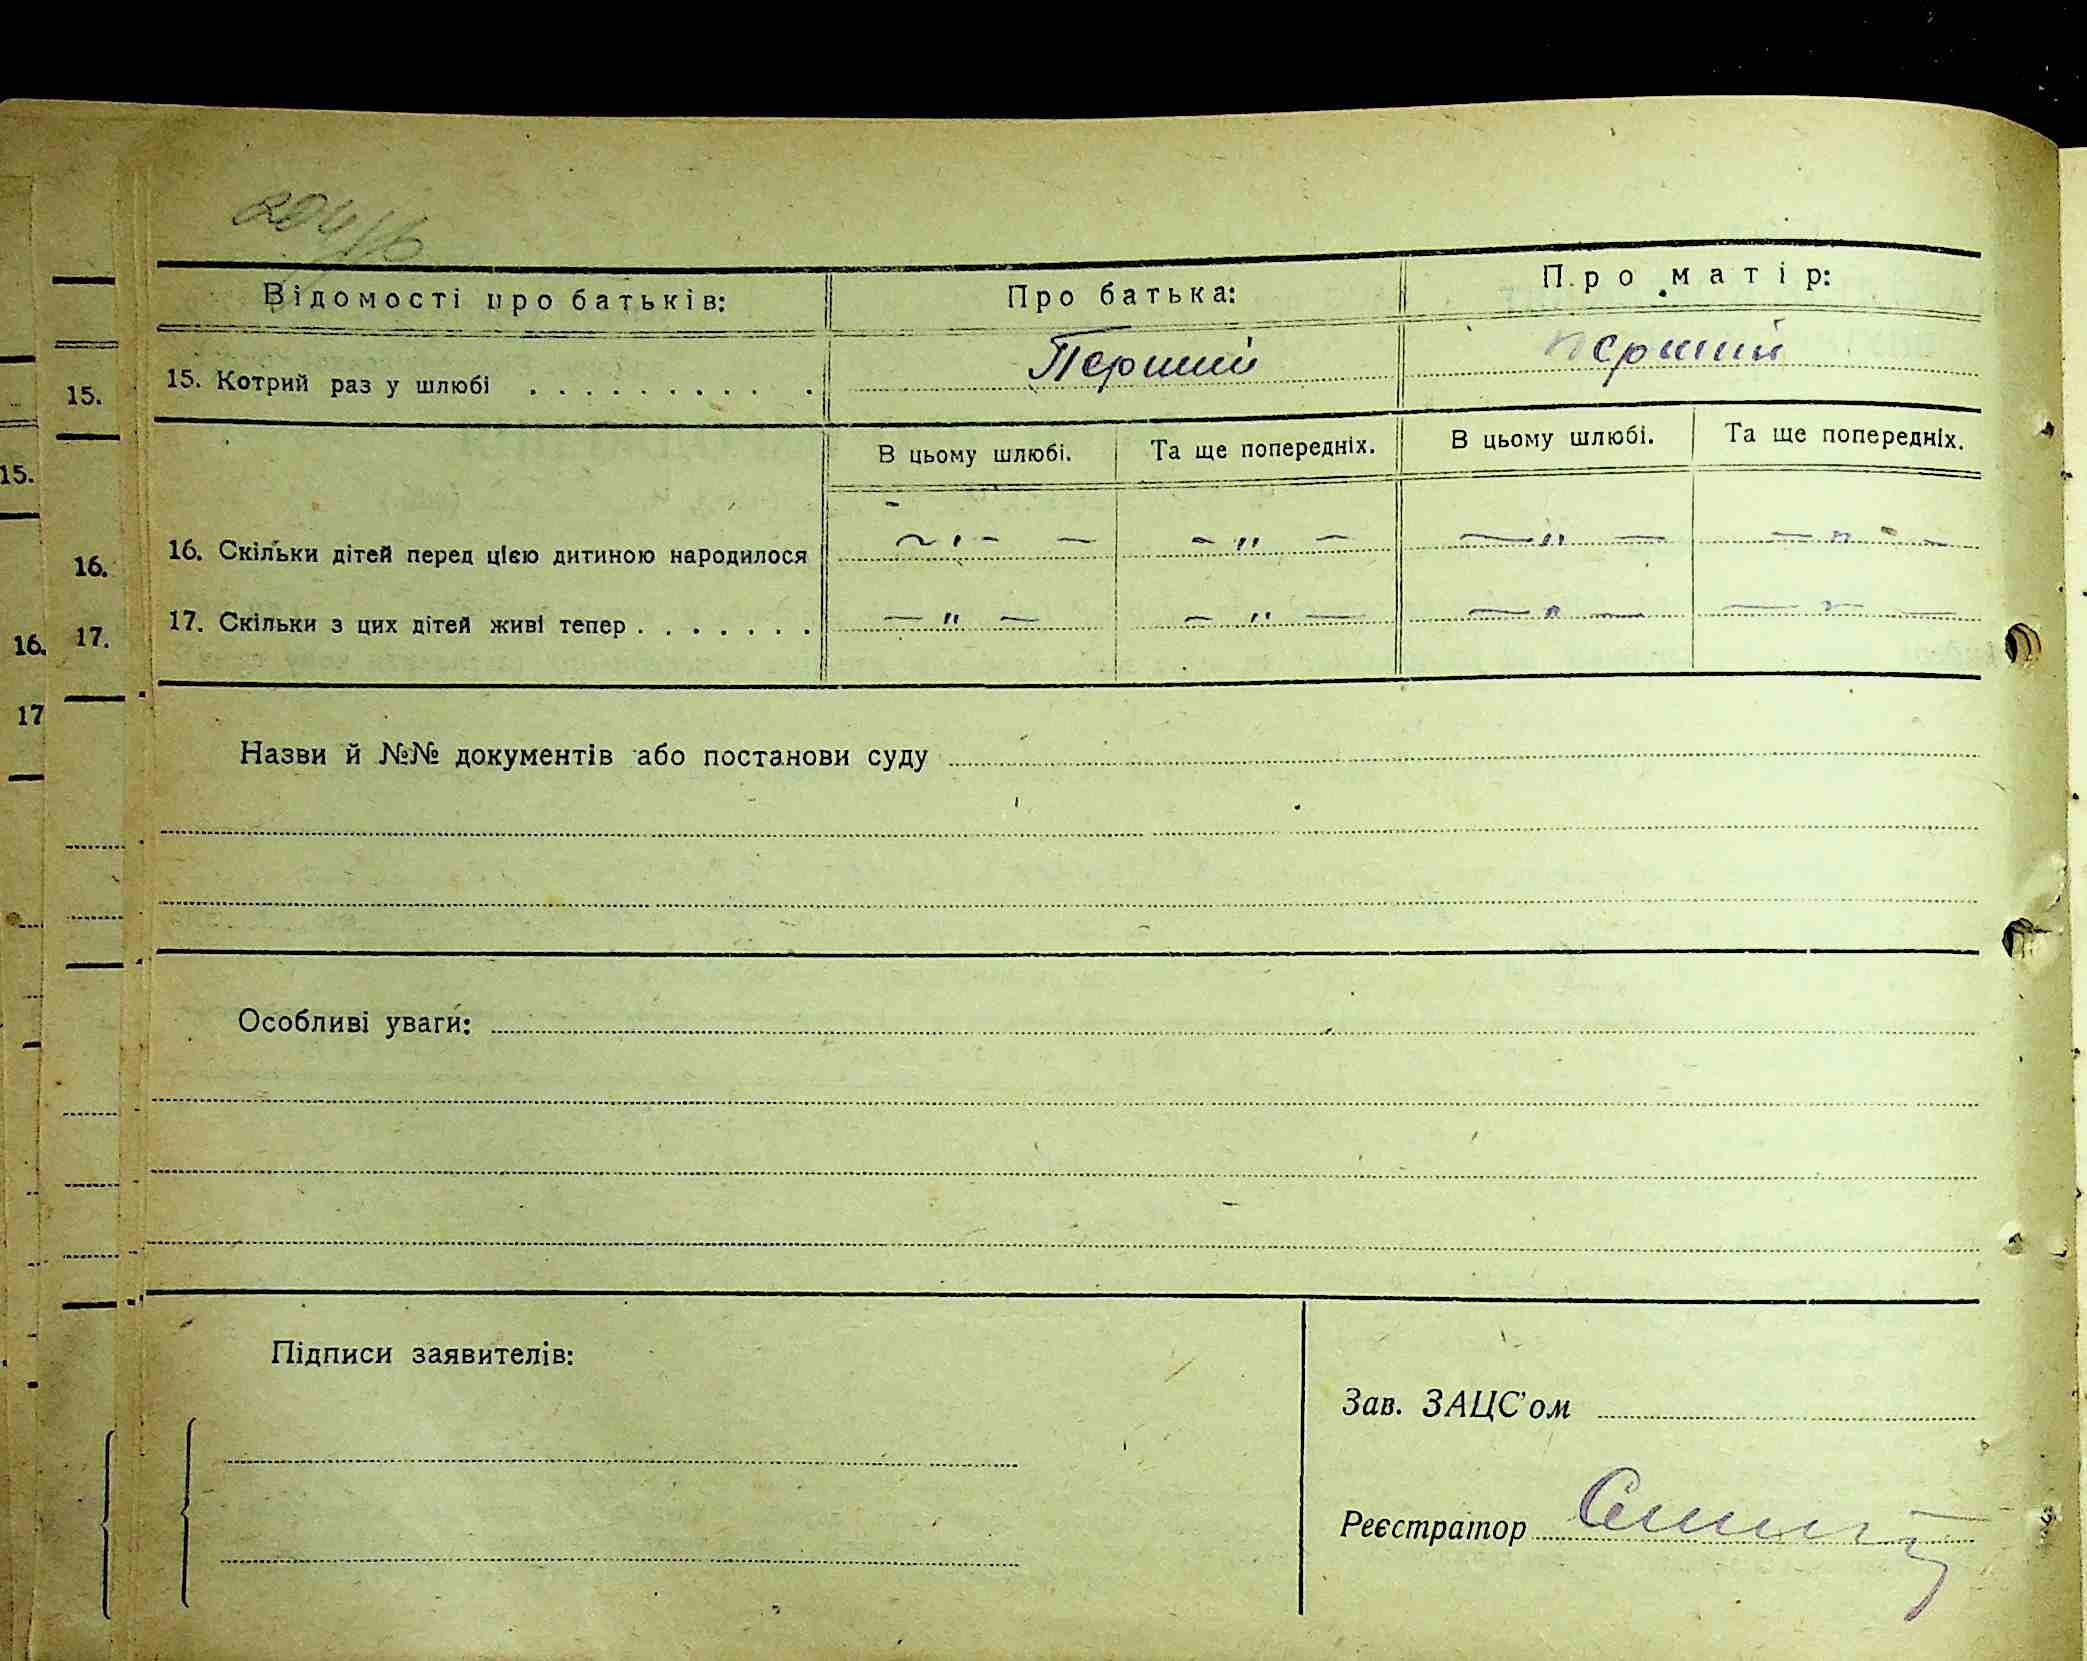 Відомості про батьків: Про батька: Про матір:
15. Котрий раз у шлюбі . . . . . . . . . . Перший перший
В цьому шлюбі. Та ще попередніх. В цьому шлюбі. Та ще попередніх.
16. Скільки дітей перед цією дитиною народилося – „ – – „ – – „ – – „ –
17. Скільки з цих дітей живі тепер . . . . . . . – „ – – „ – – „ – – „ –
Назви й №№ документів або постанови суду
Особливі уваги:
Підписи заявителів:
Зав. ЗАЦС'ом
Реєстратор
15.
16.
17.
15.
16.
17